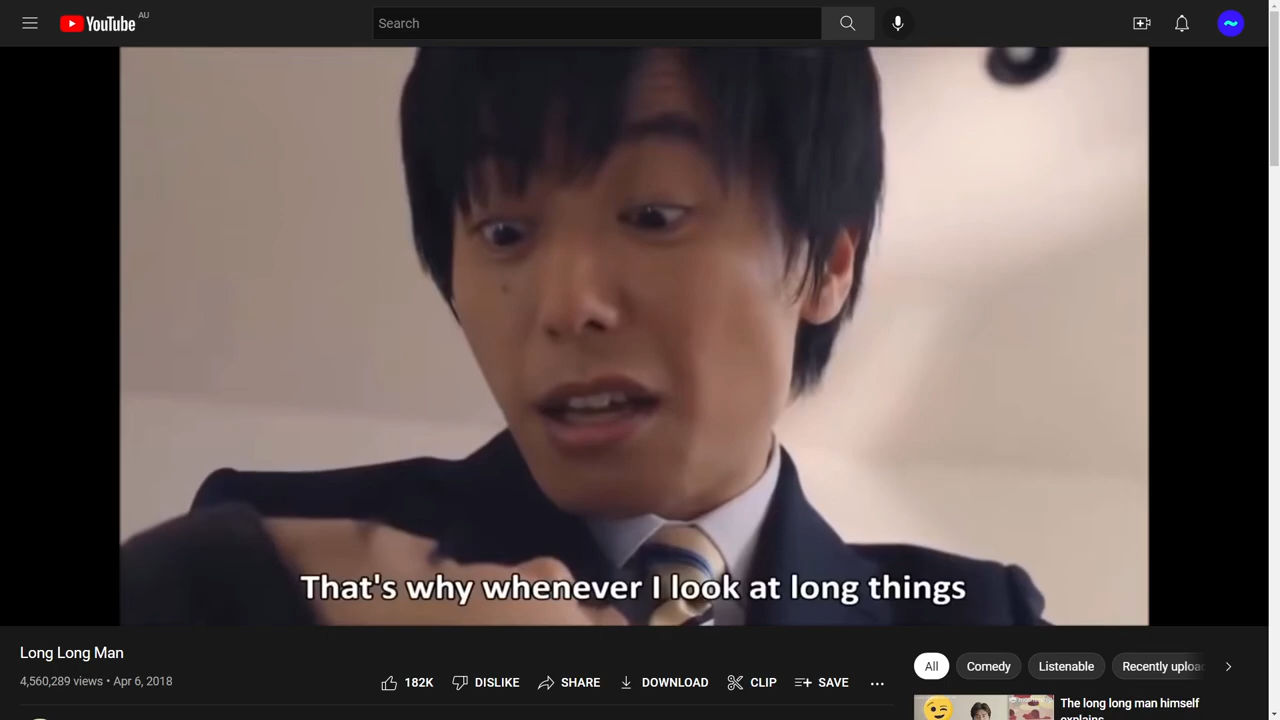 YouTube AU
Search
That's why whenever I look at long things
Long Long Man
4,560,289 views • Apr 6, 2018
182K DISLIKE SHARE DOWNLOAD CLIP SAVE
All Comedy Listenable Recently
The long long man himself
explains